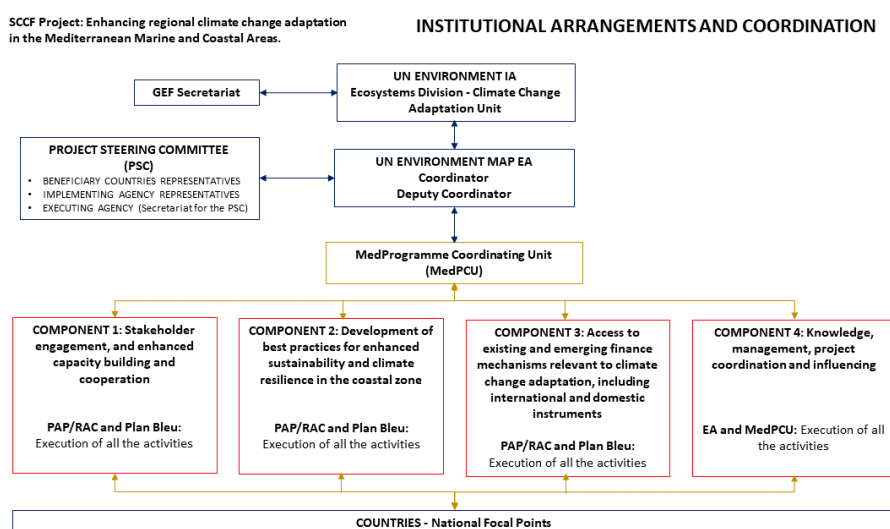 SCCF Project: Enhancing regional climate change adaptation
in the Mediterranean Marine and Coastal Areas.
INSTITUTIONAL ARRANGEMENTS AND COORDINATION
GEF Secretariat
UN ENVIRONMENT IA
Ecosystems Division - Climate Change
Adaptation Unit
PROJECT STEERING COMMITTEE
(PSC)
• BENEFICIARY COUNTRIES REPRESENTATIVES
• IMPLEMENTING AGENCY REPRESENTATIVES
• EXECUTING AGENCY (Secretariat for the PSC)
UN ENVIRONMENT MAP EA
Coordinator
Deputy Coordinator
MedProgramme Coordinating Unit
(MedPCU)
COMPONENT 1: Stakeholder
engagement, and enhanced
capacity building and
cooperation
PAP/RAC and Plan Bleu:
Execution of all the activities
COMPONENT 2: Development of
best practices for enhanced
sustainability and climate
resilience in the coastal zone
PAP/RAC and Plan Bleu:
Execution of all the activities
COMPONENT 3: Access to
existing and emerging finance
mechanisms relevant to climate
change adaptation, including
international and domestic
instruments
PAP/RAC and Plan Bleu:
Execution of all the activities
COMPONENT 4: Knowledge,
management, project
coordination and influencing
EA and MedPCU: Execution of all
the activities
COUNTRIES - National Focal Points